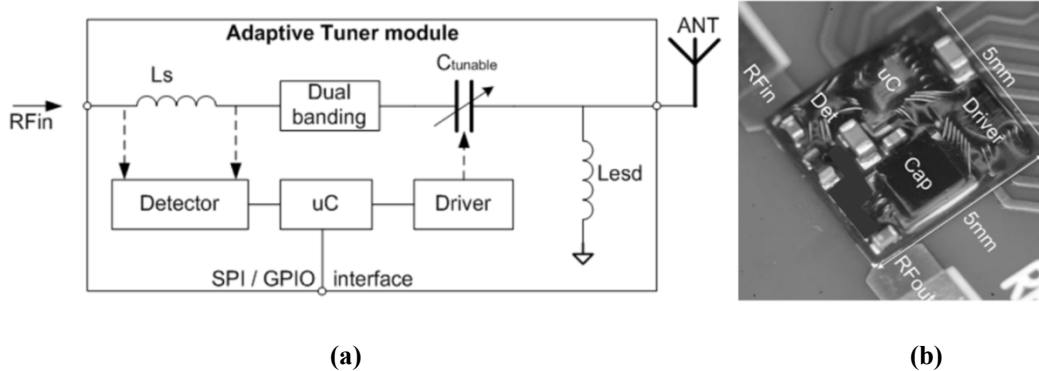 Adaptive Tuner module
ANT
Ls
Ctunable
Dual
banding
RFin
Lesd
Detector
uC
Driver
SPI / GPIO interface
(a)
5mm
RFin
uC
Det
Driver
Cap
5mm
RFout
(b)